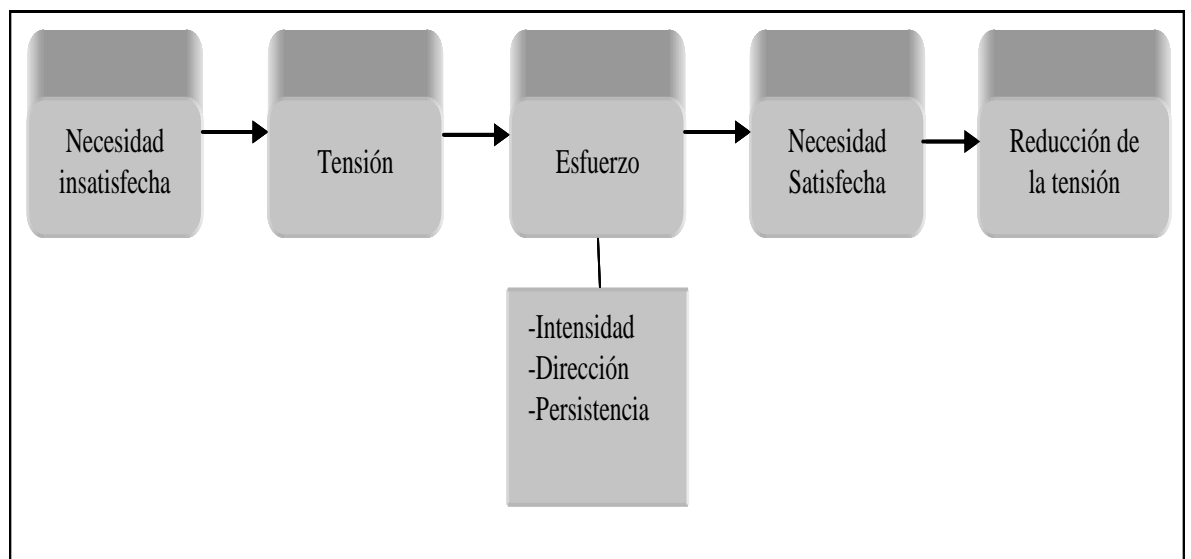 Necesidad
insatisfecha
Tensión
Esfuerzo
Necesidad
Satisfecha
Reducción de
la tensión
-Intensidad
-Dirección
-Persistencia